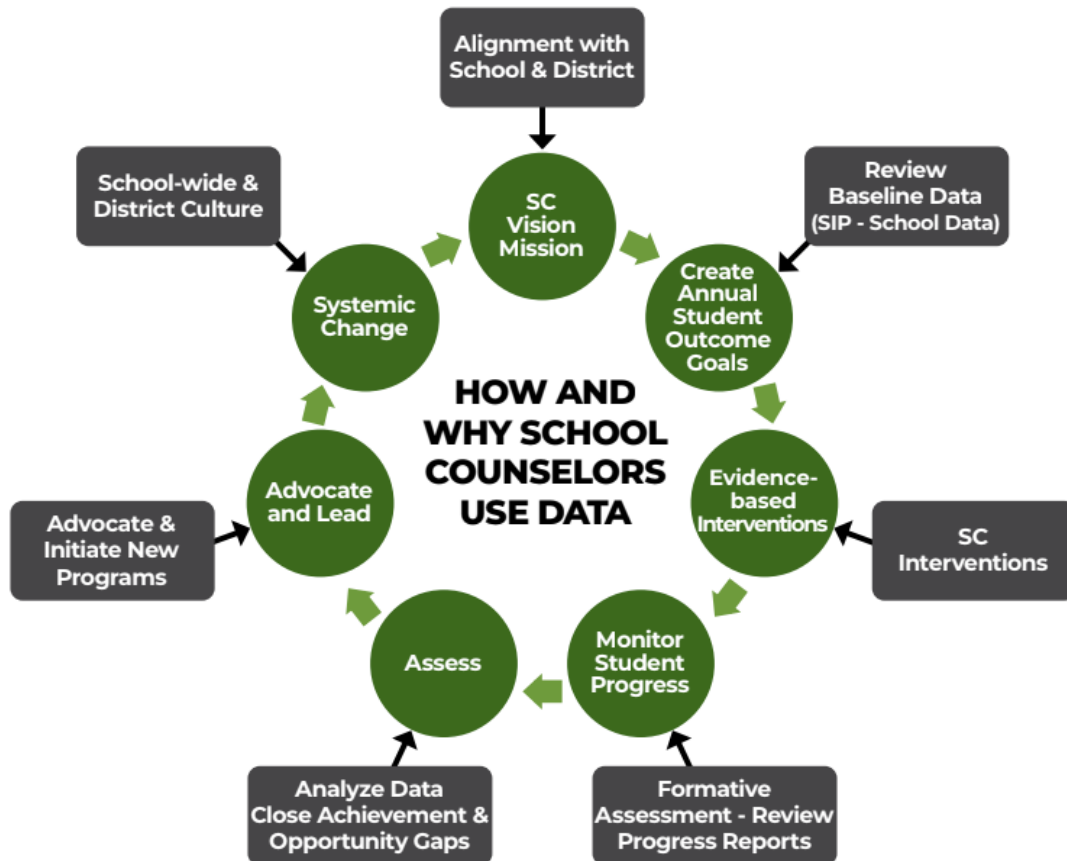 Alignment with
School & District
SC
Vision
Mission
Review
Baseline Data
(SIP - School Data)
Create
Annual
Student
Outcome
Goals
Evidence-
based
Interventions
SC
Interventions
Monitor
Student
Progress
Formative
Assessment - Review
Progress Reports
Assess
Analyze Data
Close Achievement &
Opportunity Gaps
Advocate
and Lead
Advocate &
Initiate New
Programs
Systemic
Change
School-wide &
District Culture
HOW AND
WHY SCHOOL
COUNSELORS
USE DATA